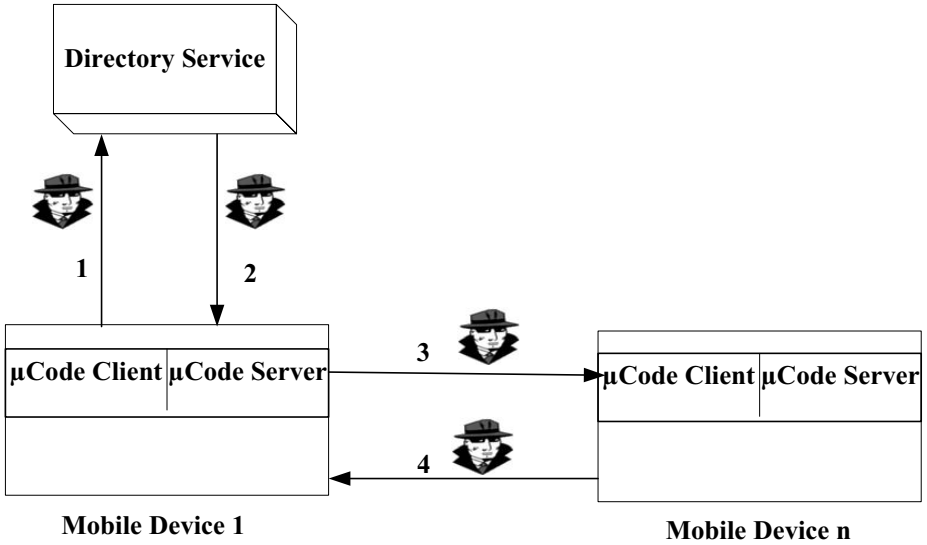 Directory Service
1
2
µCode Client
µCode Server
3
µCode Client
µCode Server
4
Mobile Device 1
Mobile Device n